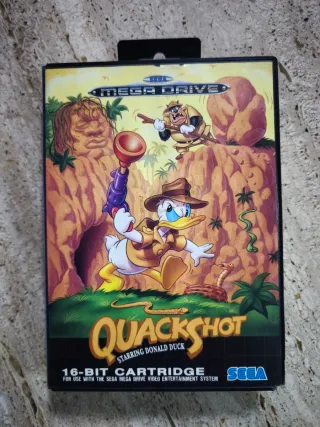 SEGA
MEGA DRIVE
QUACKSHOT
STARRING DONALD DUCK
16-BIT CARTRIDGE
FOR USE WITH THE SEGA MEGA DRIVE VIDEO ENTERTAINMENT SYSTEM
SEGA